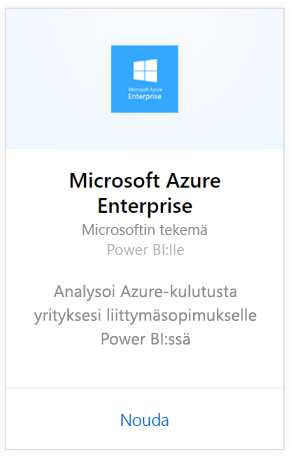 Microsoft Azure
Enterprise
Microsoft Azure
Enterprise
Microsoftin tekemä
Power BI:lle
Analysoi Azure-kulutusta
yrityksesi liittymäsopimukselle
Power BI:ssä
Nouda